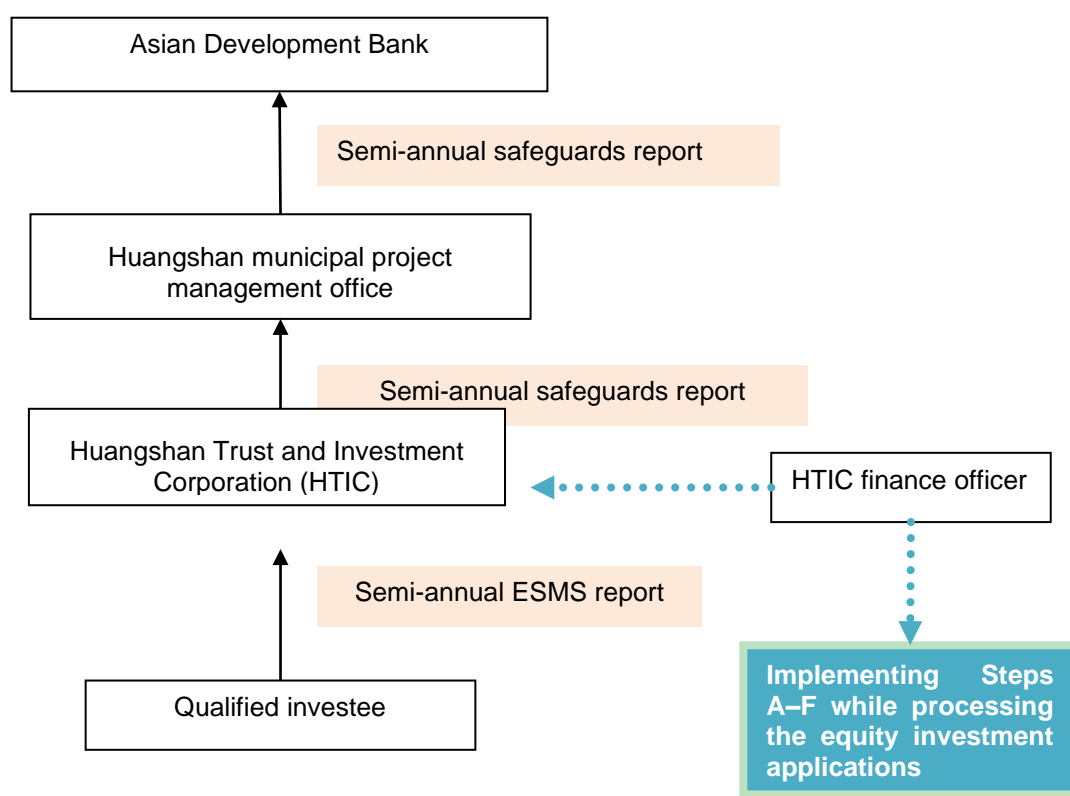 Asian Development Bank
Semi-annual safeguards report
Huangshan municipal project
management office
Semi-annual safeguards report
Huangshan Trust and Investment
Corporation (HTIC)
HTIC finance officer
Semi-annual ESMS report
Qualified investee
Implementing Steps
A–F while processing
the equity investment
applications